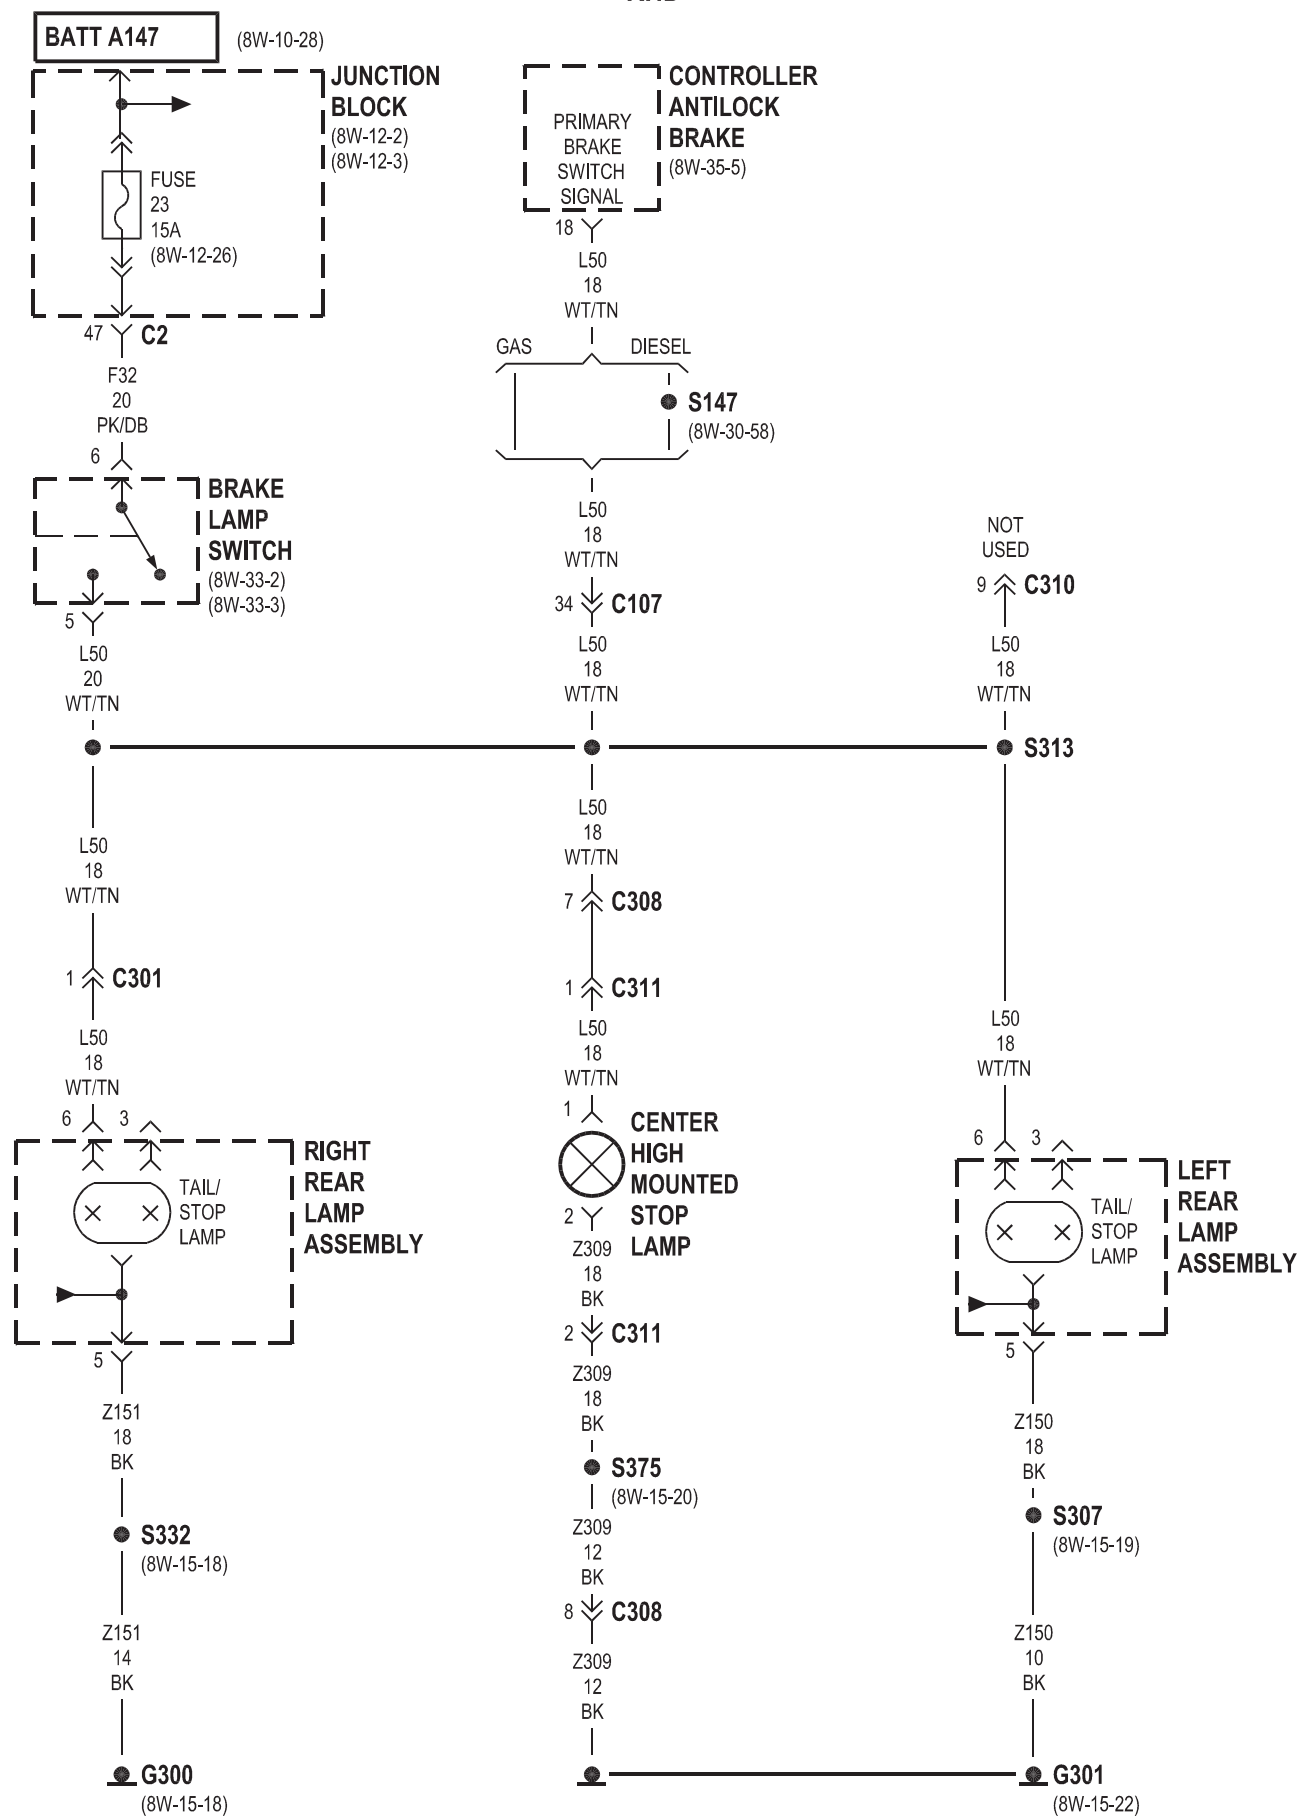 BATT A147
(8W-10-28)
JUNCTION
BLOCK
(8W-12-2)
(8W-12-3)
FUSE
23
15A
(8W-12-26)
47
C2
F32
20
PK/DB
6
BRAKE
LAMP
SWITCH
(8W-33-2)
(8W-33-3)
5
L50
20
WT/TN
CONTROLLER
ANTILOCK
BRAKE
(8W-35-5)
PRIMARY
BRAKE
SWITCH
SIGNAL
18
L50
18
WT/TN
GAS
DIESEL
S147
(8W-30-58)
L50
18
WT/TN
34
C107
L50
18
WT/TN
NOT
USED
9
C310
L50
18
WT/TN
S313
L50
18
WT/TN
1
C301
L50
18
WT/TN
6
3
RIGHT
REAR
LAMP
ASSEMBLY
TAIL/
STOP
LAMP
5
Z151
18
BK
S332
(8W-15-18)
Z151
14
BK
G300
(8W-15-18)
L50
18
WT/TN
7
C308
1
C311
L50
18
WT/TN
1
CENTER
HIGH
MOUNTED
STOP
LAMP
2
Z309
18
BK
2
C311
Z309
18
BK
S375
(8W-15-20)
Z309
12
BK
8
C308
Z309
12
BK
L50
18
WT/TN
6
3
LEFT
REAR
LAMP
ASSEMBLY
TAIL/
STOP
LAMP
5
Z150
18
BK
S307
(8W-15-19)
Z150
10
BK
G301
(8W-15-22)